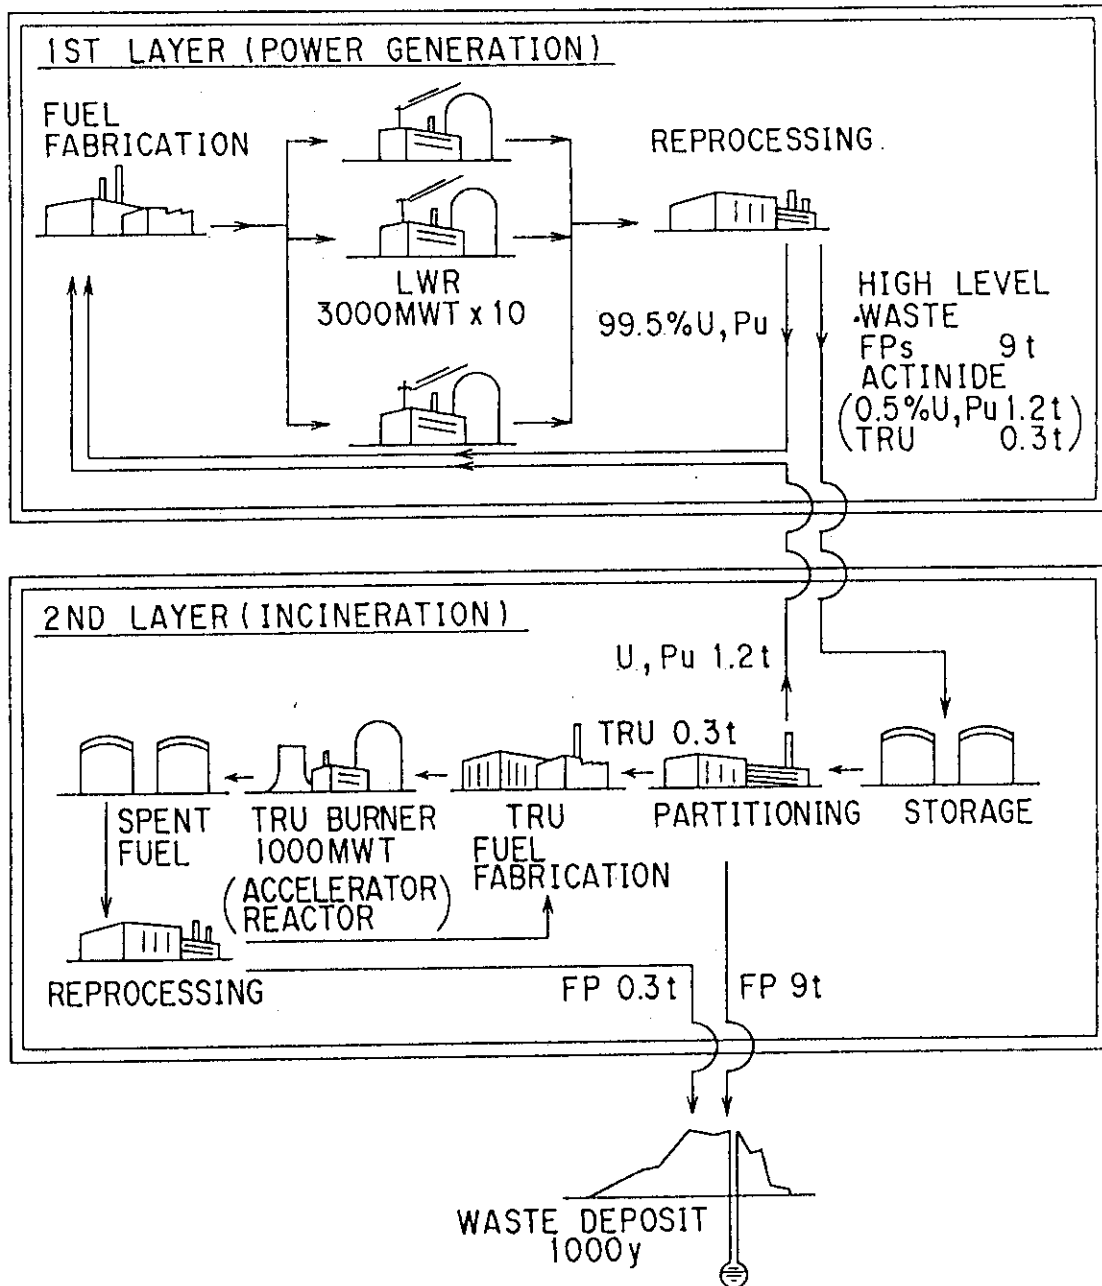 1ST LAYER (POWER GENERATION)
FUEL
FABRICATION
REPROCESSING
LWR
3000MWT x 10
99.5%U, Pu
HIGH LEVEL
WASTE
FPs 9t
ACTINIDE
(0.5%U, Pu 1.2t)
(TRU 0.3t)
2ND LAYER (INCINERATION)
U, Pu 1.2t
TRU 0.3t
SPENT
FUEL
TRU BURNER
1000MWT
(ACCELERATOR)
(REACTOR)
TRU
FUEL
FABRICATION
PARTITIONING
STORAGE
REPROCESSING
FP 0.3t
FP 9t
WASTE DEPOSIT
1000y